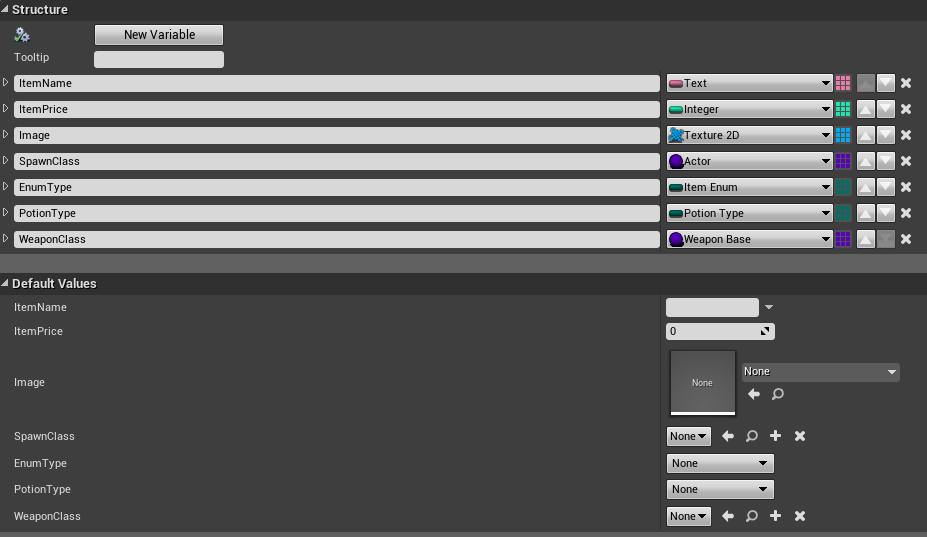 Structure
New Variable
Tooltip
ItemName Text
ItemPrice Integer
Image Texture 2D
SpawnClass Actor
EnumType Item Enum
PotionType Potion Type
WeaponClass Weapon Base
Default Values
ItemName
ItemPrice 0
Image None None
SpawnClass None
EnumType None
PotionType None
WeaponClass None